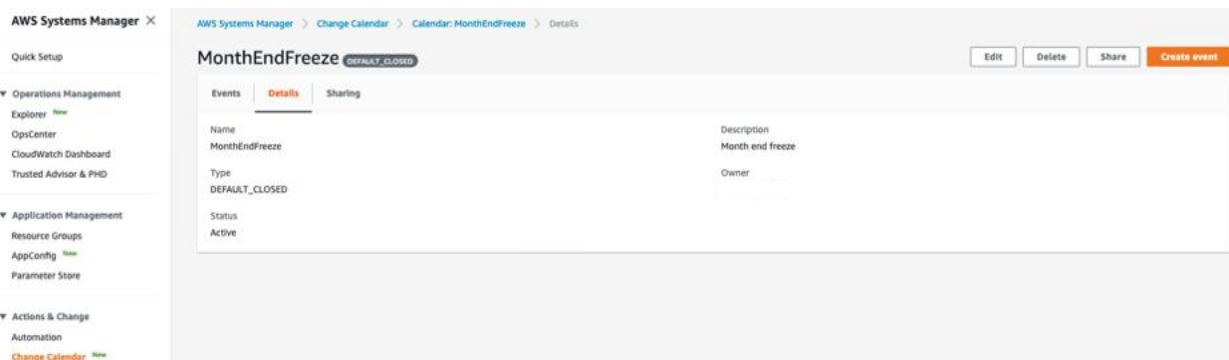 AWS Systems Manager ✕
Quick Setup
Operations Management
Explorer New
OpsCenter
CloudWatch Dashboard
Trusted Advisor & PHD
Application Management
Resource Groups
AppConfig New
Parameter Store
Actions & Change
Automation
Change Calendar New
AWS Systems Manager > Change Calendar > Calendar: MonthEndFreeze > Details
MonthEndFreeze DEFAULT_CLOSED
Edit Delete Share Create event
Events Details Sharing
Name
MonthEndFreeze
Description
Month end freeze
Type
DEFAULT_CLOSED
Owner
Status
Active